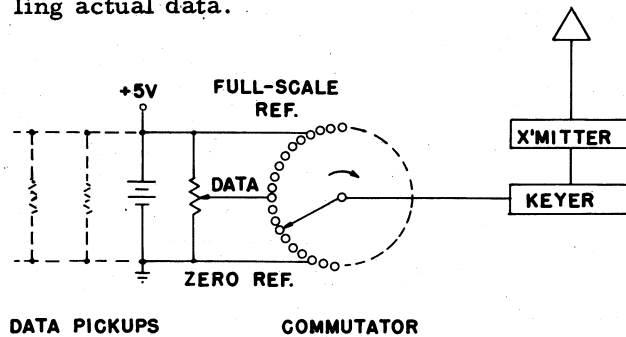 ling actual data.
+5V
FULL-SCALE
REF.
X'MITTER
DATA
KEYER
ZERO REF.
DATA PICKUPS
COMMUTATOR